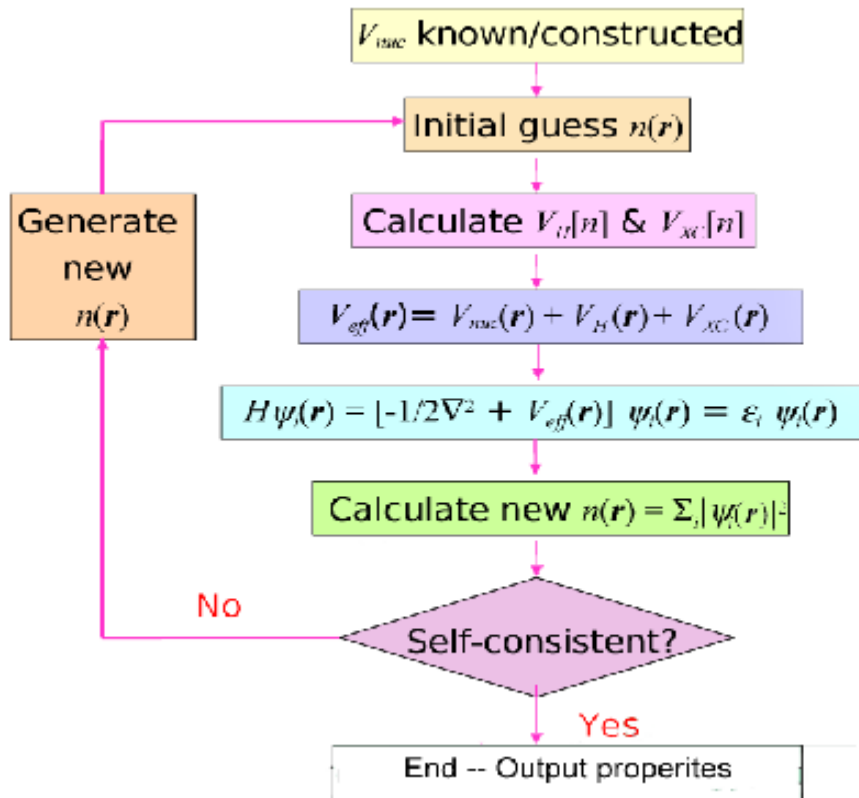 V_nuc known/constructed
Initial guess n(r)
Generate
new
n(r)
Calculate V_H[n] & V_XC[n]
V_eff(r) = V_nuc(r) + V_H(r) + V_XC(r)
Hψ_i(r) = [-1/2∇² + V_eff(r)] ψ_i(r) = ε_i ψ_i(r)
Calculate new n(r) = Σ_i|ψ_i(r)|²
No
Self-consistent?
Yes
End -- Output properites